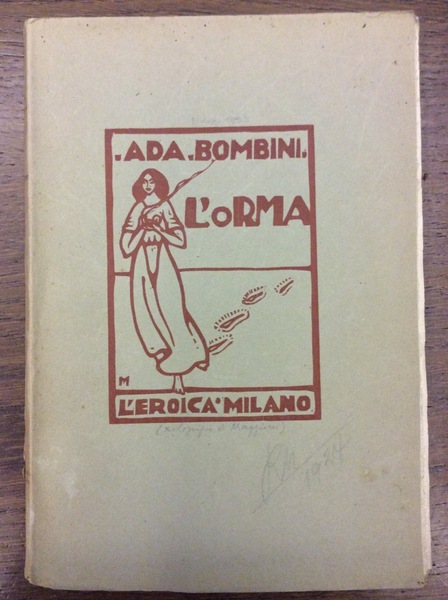 .ADA.BOMBINI.
L'oRMA
M
L'EROICA·MILANO